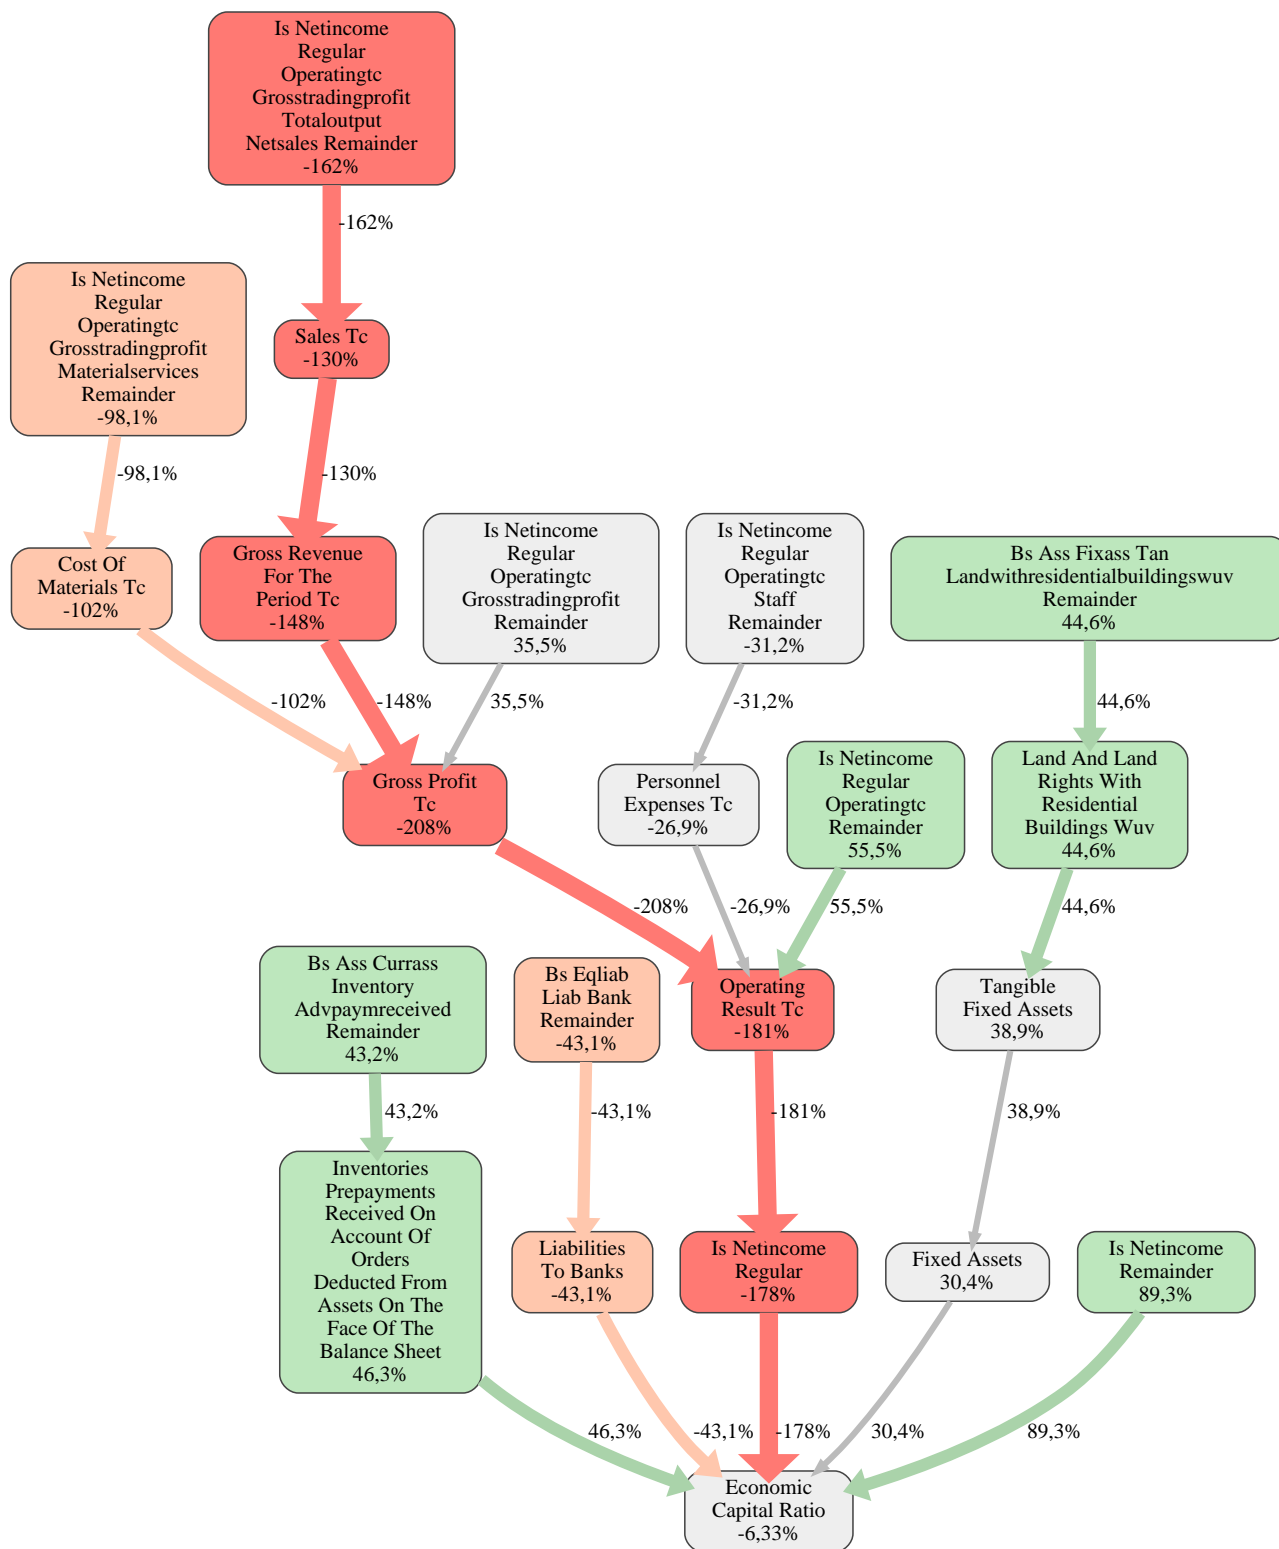 Is Netincome
Regular
Operatingtc
Grosstradingprofit
Totaloutput
Netsales Remainder
-162%
-162%
Is Netincome
Regular
Operatingtc
Grosstradingprofit
Materialservices
Remainder
-98,1%
Sales Tc
-130%
-98,1%
-130%
Cost Of
Materials Tc
-102%
Gross Revenue
For The
Period Tc
-148%
Is Netincome
Regular
Operatingtc
Grosstradingprofit
Remainder
35,5%
Is Netincome
Regular
Operatingtc
Staff
Remainder
-31,2%
Bs Ass Fixass Tan
Landwithresidentialbuildingswuv
Remainder
44,6%
-102%
-148%
35,5%
-31,2%
44,6%
Gross Profit
Tc
-208%
Personnel
Expenses Tc
-26,9%
Is Netincome
Regular
Operatingtc
Remainder
55,5%
Land And Land
Rights With
Residential
Buildings Wuv
44,6%
-208%
-26,9%
55,5%
44,6%
Bs Ass Currass
Inventory
Advpaymreceived
Remainder
43,2%
Bs Eqliab
Liab Bank
Remainder
-43,1%
Operating
Result Tc
-181%
Tangible
Fixed Assets
38,9%
43,2%
-43,1%
-181%
38,9%
Inventories
Prepayments
Received On
Account Of
Orders
Deducted From
Assets On The
Face Of The
Balance Sheet
46,3%
Liabilities
To Banks
-43,1%
Is Netincome
Regular
-178%
Fixed Assets
30,4%
Is Netincome
Remainder
89,3%
46,3%
-43,1%
-178%
30,4%
89,3%
Economic
Capital Ratio
-6,33%